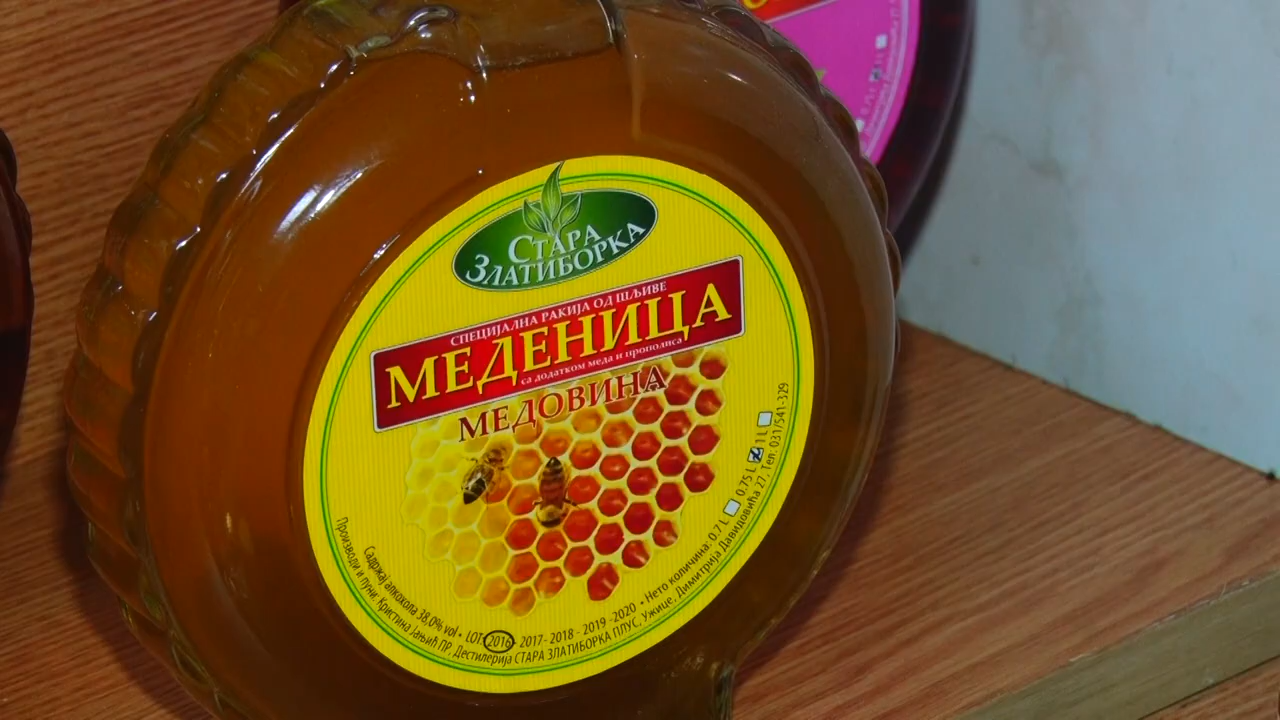 СТАРА
ЗЛАТИБОРКА
СПЕЦИЈАЛНА РАКИЈА ОД ШЉИВЕ
МЕДЕНИЦА
са додатком меда и прополиса
МЕДОВИНА
Садржај алкохола 38,0% vol • LOT: 2016 - 2017 - 2018 - 2019 - 2020 • Нето количина: 0.7 L 0.75 L 1 L
Производи и пуни: Кристина Јањић ПР, Дестилерија СТАРА ЗЛАТИБОРКА ПЛУС, Ужице, Димитрија Давидовића 27, Тел. 031/541-329